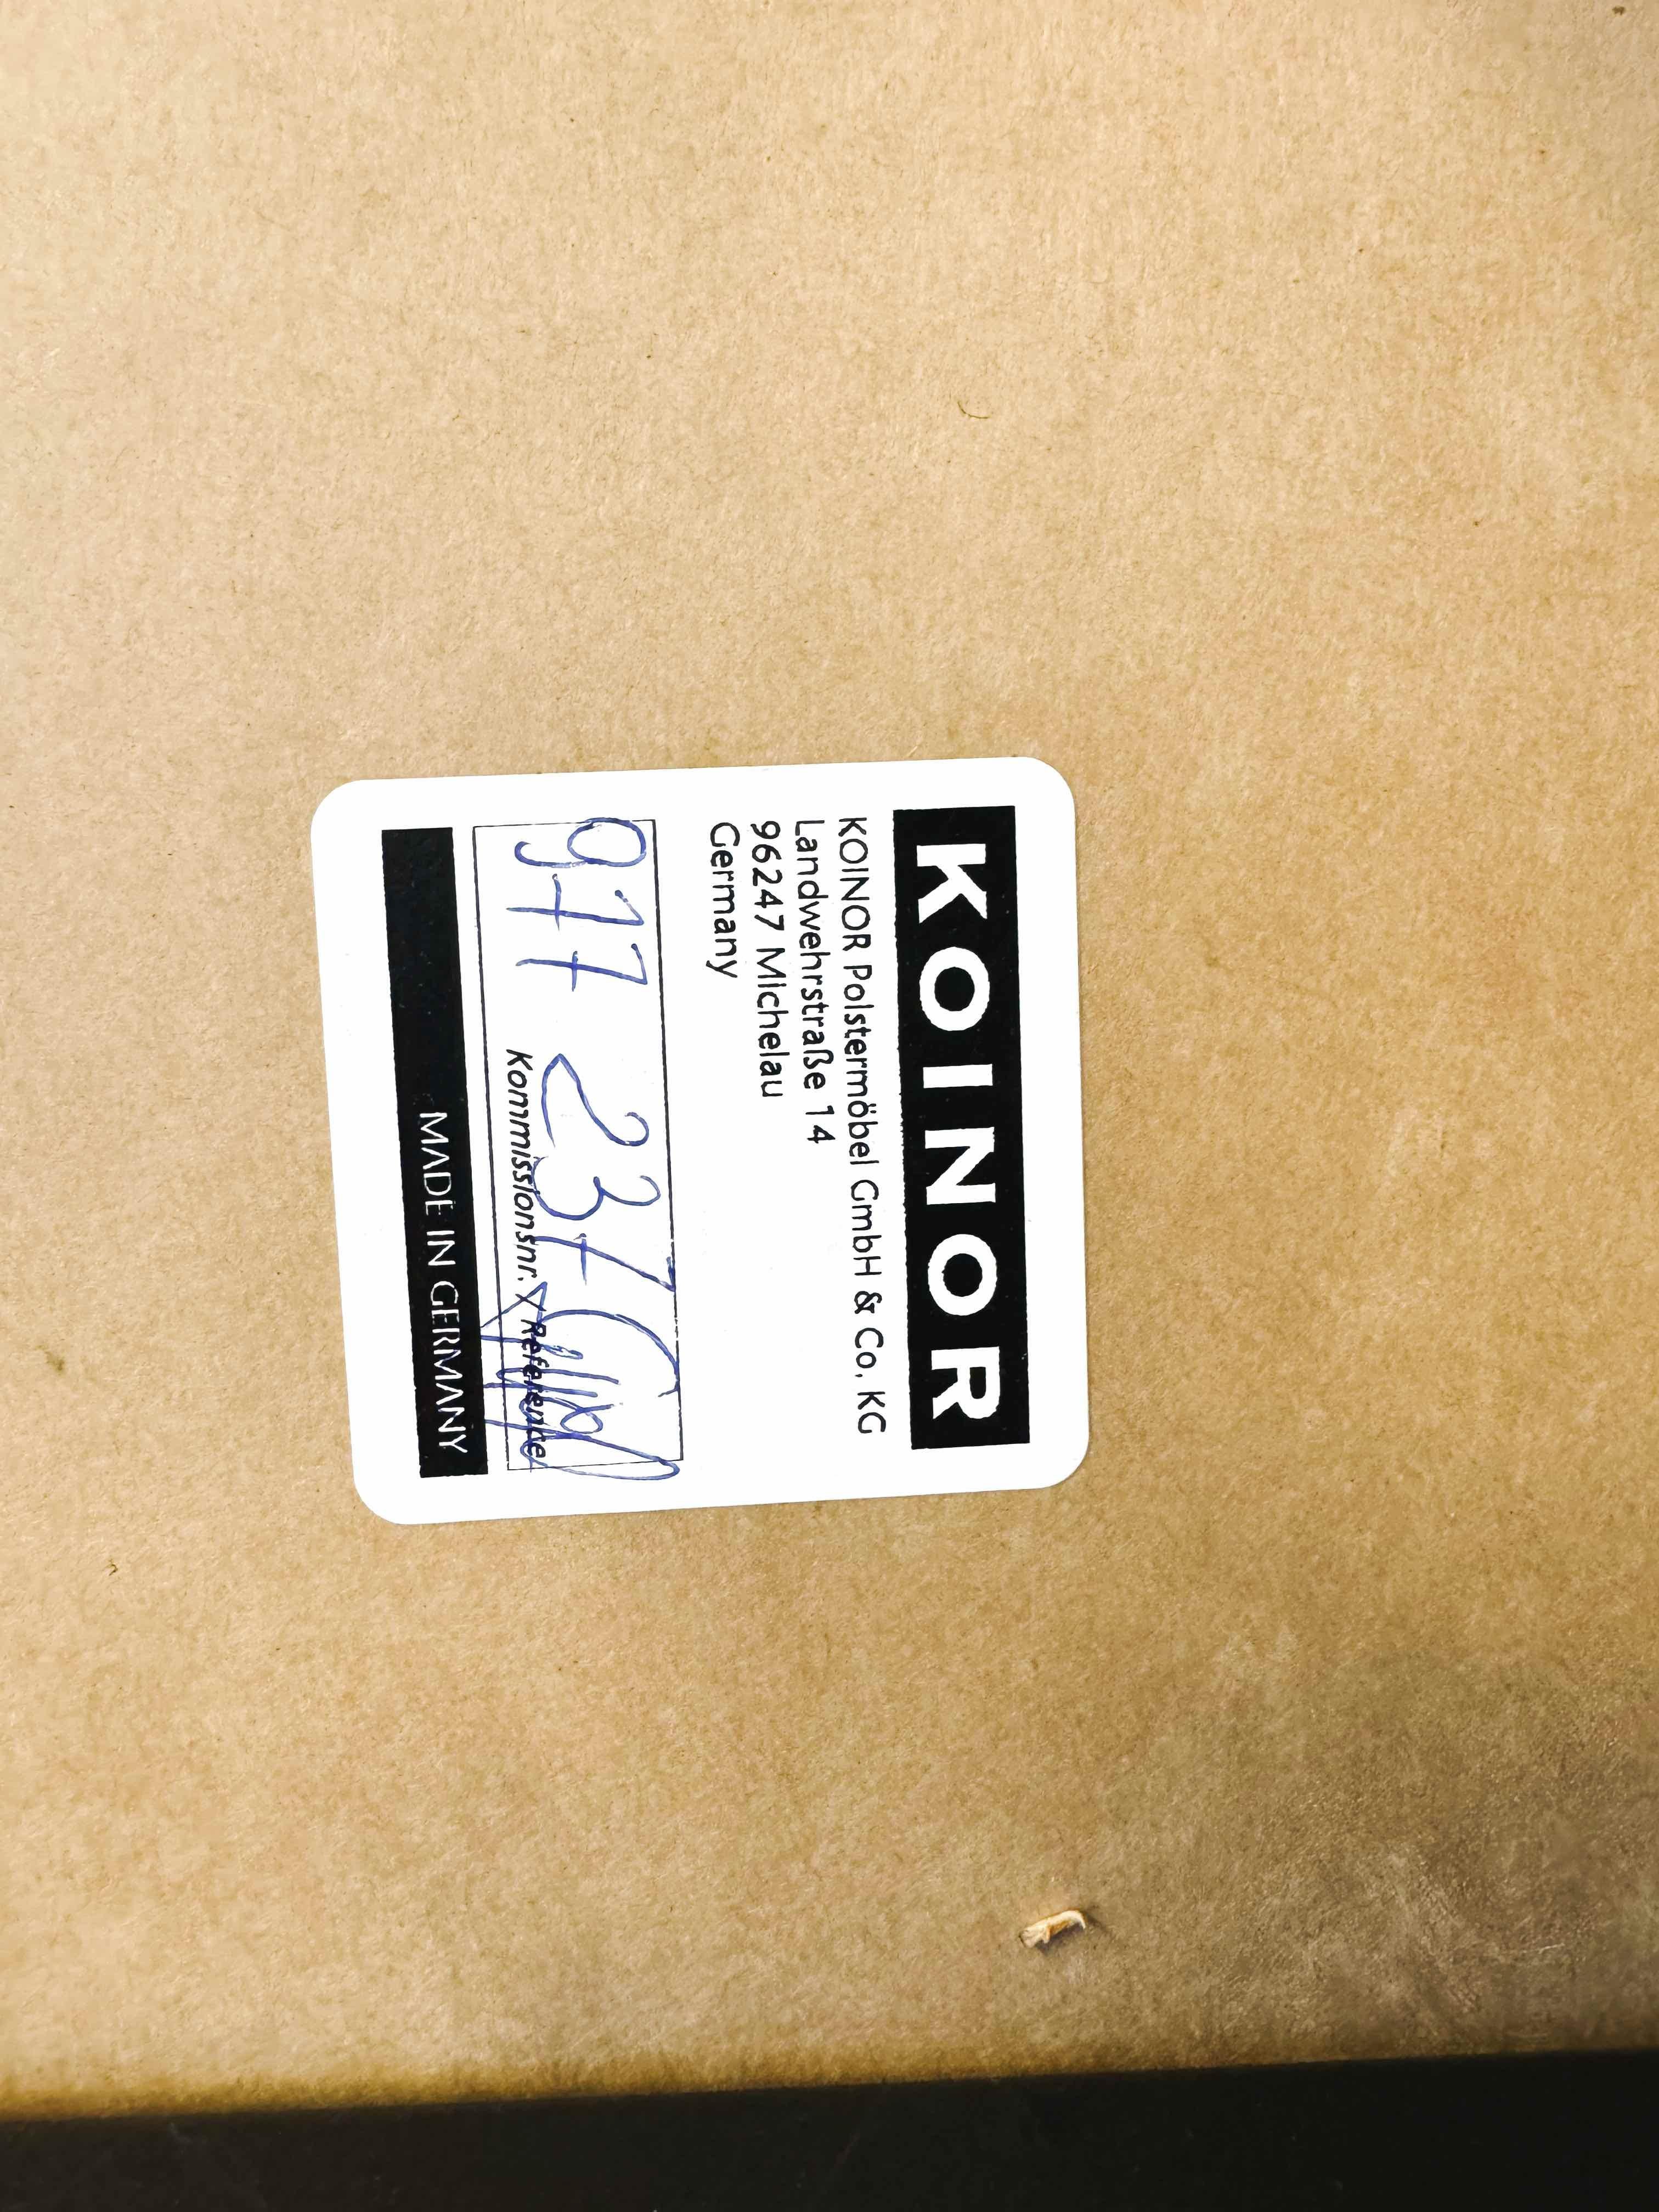 KOINOR
KOINOR Polstermöbel GmbH & Co. KG
Landwehrstraße 14
96247 Michelau
Germany
977 237
Kommissionsnr. / Reference
MADE IN GERMANY